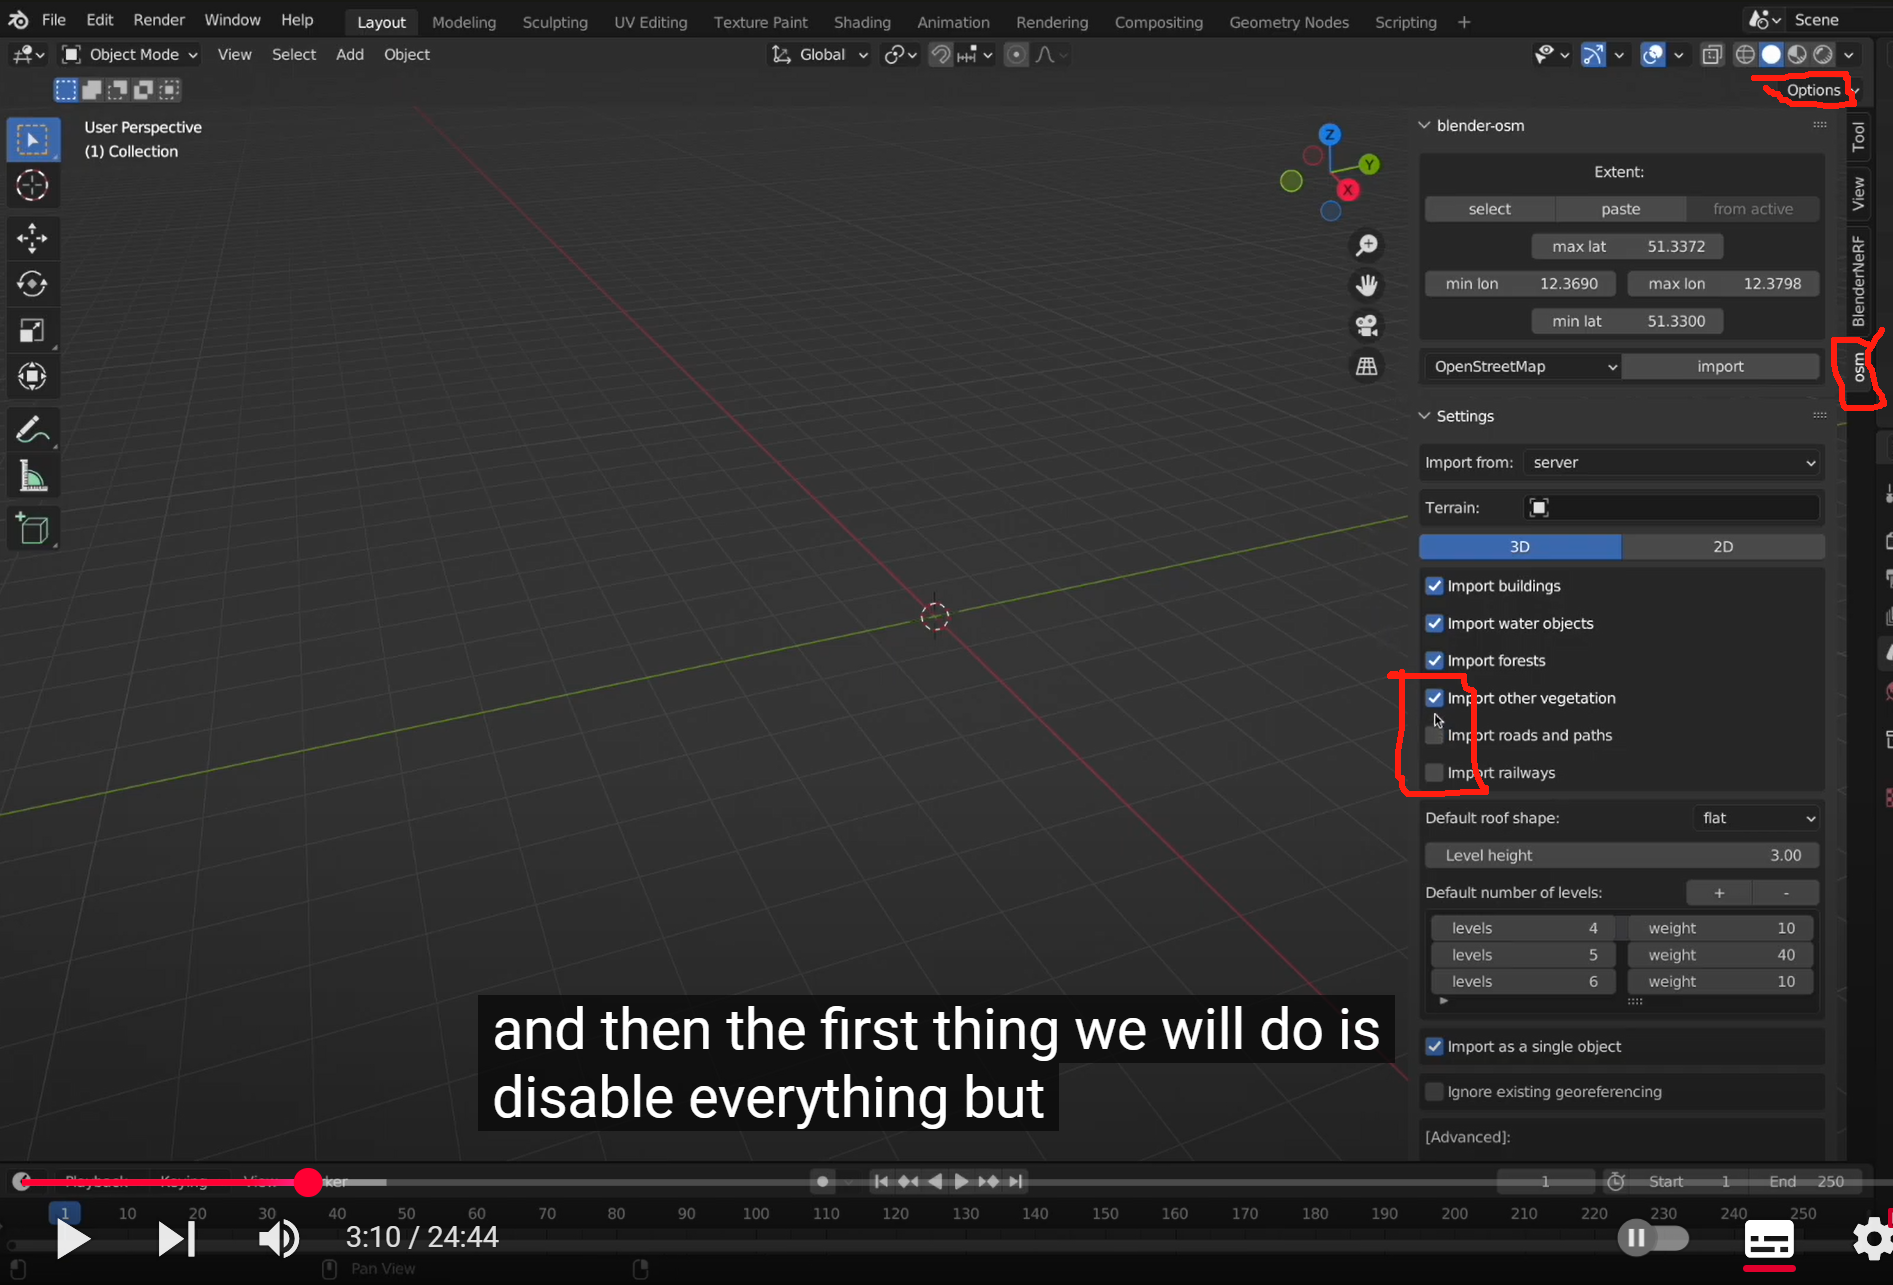 File Edit Render Window Help Layout Modeling Sculpting UV Editing Texture Paint Shading Animation Rendering Compositing Geometry Nodes Scripting + Scene
Object Mode View Select Add Object Global
Options
User Perspective
(1) Collection
Z
Y
X
blender-osm
Extent:
select paste from active
max lat 51.3372
min lon 12.3690 max lon 12.3798
min lat 51.3300
OpenStreetMap import
Tool
View
BlenderNeRF
osm
Settings
Import from: server
Terrain:
3D 2D
Import buildings
Import water objects
Import forests
Import other vegetation
Import roads and paths
Import railways
Default roof shape: flat
Level height 3.00
Default number of levels: + -
levels 4 weight 10
levels 5 weight 40
levels 6 weight 10
Import as a single object
Ignore existing georeferencing
[Advanced]:
and then the first thing we will do is
disable everything but
Playback Keying View 1 Start 1 End 250
1 10 20 30 40 50 60 70 80 90 100 110 120 130 140 150 160 170 180 190 200 210 220 230 240 250
3:10 / 24:44
Pan View